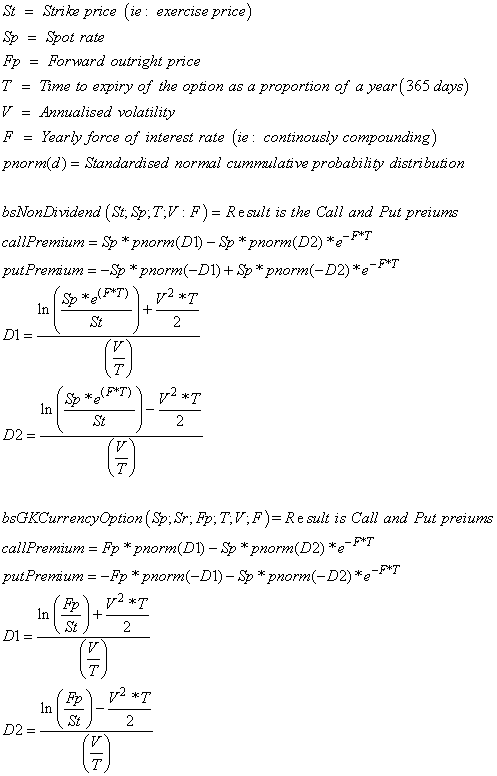 St = Strike price (ie: exercise price)
Sp = Spot rate
Fp = Forward outright price
T = Time to expiry of the option as a proportion of a year (365 days)
V = Annualised volatility
F = Yearly force of interest rate (ie: continously compounding)
pnorm(d) = Standardised normal cummulative probability distribution
bsNonDividend (St; Sp; T; V : F) = Result is the Call and Put preiums
callPremium = Sp * pnorm(D1) − Sp * pnorm(D2) * e^{−F*T}
putPremium = −Sp * pnorm(−D1) + Sp * pnorm(−D2) * e^{−F*T}
D1 = \frac{\ln\left(\frac{Sp * e^{(F*T)}}{St}\right) + \frac{V^2 * T}{2}}{\left(\frac{V}{T}\right)}
D2 = \frac{\ln\left(\frac{Sp * e^{(F*T)}}{St}\right) − \frac{V^2 * T}{2}}{\left(\frac{V}{T}\right)}
bsGKCurrencyOption (Sp; Sr; Fp; T; V; F) = Result is Call and Put preiums
callPremium = Fp * pnorm(D1) − Sp * pnorm(D2) * e^{−F*T}
putPremium = −Fp * pnorm(−D1) − Sp * pnorm(−D2) * e^{−F*T}
D1 = \frac{\ln\left(\frac{Fp}{St}\right) + \frac{V^2 * T}{2}}{\left(\frac{V}{T}\right)}
D2 = \frac{\ln\left(\frac{Fp}{St}\right) − \frac{V^2 * T}{2}}{\left(\frac{V}{T}\right)}